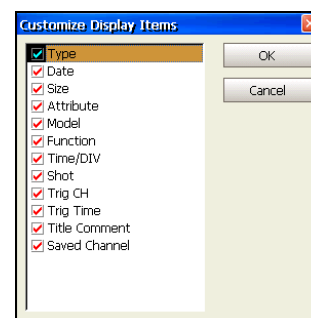 Customize Display Items
Type
Date
Size
Attribute
Model
Function
Time/DIV
Shot
Trig CH
Trig Time
Title Comment
Saved Channel
OK
Cancel